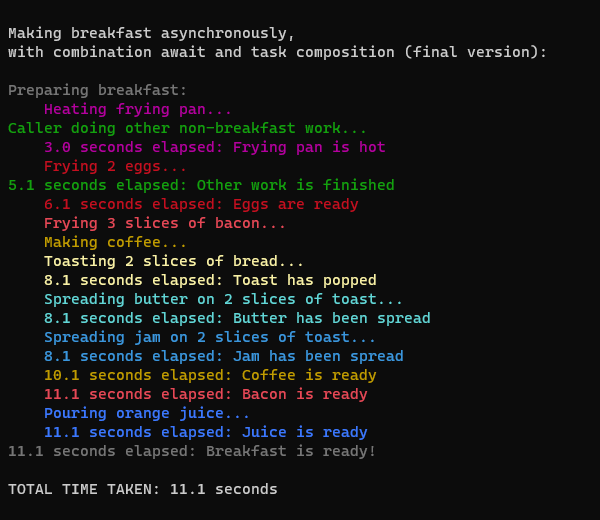 Making breakfast asynchronously,
with combination await and task composition (final version):
Preparing breakfast:
Heating frying pan...
Caller doing other non-breakfast work...
3.0 seconds elapsed: Frying pan is hot
Frying 2 eggs...
5.1 seconds elapsed: Other work is finished
6.1 seconds elapsed: Eggs are ready
Frying 3 slices of bacon...
Making coffee...
Toasting 2 slices of bread...
8.1 seconds elapsed: Toast has popped
Spreading butter on 2 slices of toast...
8.1 seconds elapsed: Butter has been spread
Spreading jam on 2 slices of toast...
8.1 seconds elapsed: Jam has been spread
10.1 seconds elapsed: Coffee is ready
11.1 seconds elapsed: Bacon is ready
Pouring orange juice...
11.1 seconds elapsed: Juice is ready
11.1 seconds elapsed: Breakfast is ready!
TOTAL TIME TAKEN: 11.1 seconds